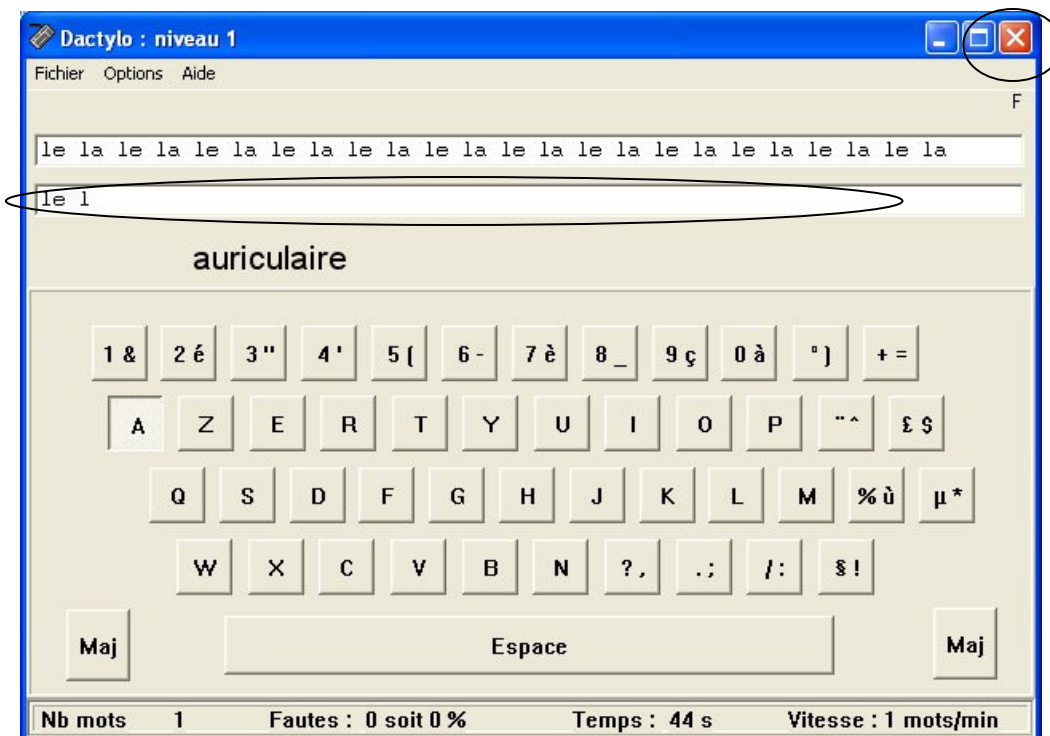 Dactylo : niveau 1
Fichier Options Aide
F
le la le la le la le la le la le la le la le la le la le la le la le la
le l
auriculaire
1 & 2 é 3 " 4 ' 5 ( 6 - 7 è 8 _ 9 ç 0 à ° ) + =
A Z E R T Y U I O P ¨ ^ £ $
Q S D F G H J K L M % ù µ *
W X C V B N ? , . ; / : § !
Maj Espace Maj
Nb mots 1 Fautes : 0 soit 0 % Temps : 44 s Vitesse : 1 mots/min